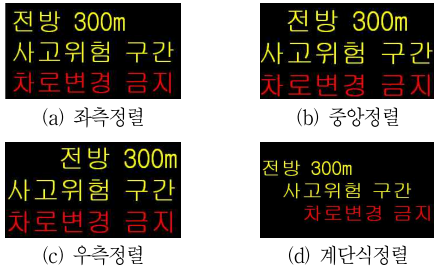 전방 300m
사고위험 구간
차로변경 금지
(a) 좌측정렬
전방 300m
사고위험 구간
차로변경 금지
(b) 중앙정렬
전방 300m
사고위험 구간
차로변경 금지
(c) 우측정렬
전방 300m
사고위험 구간
차로변경 금지
(d) 계단식정렬